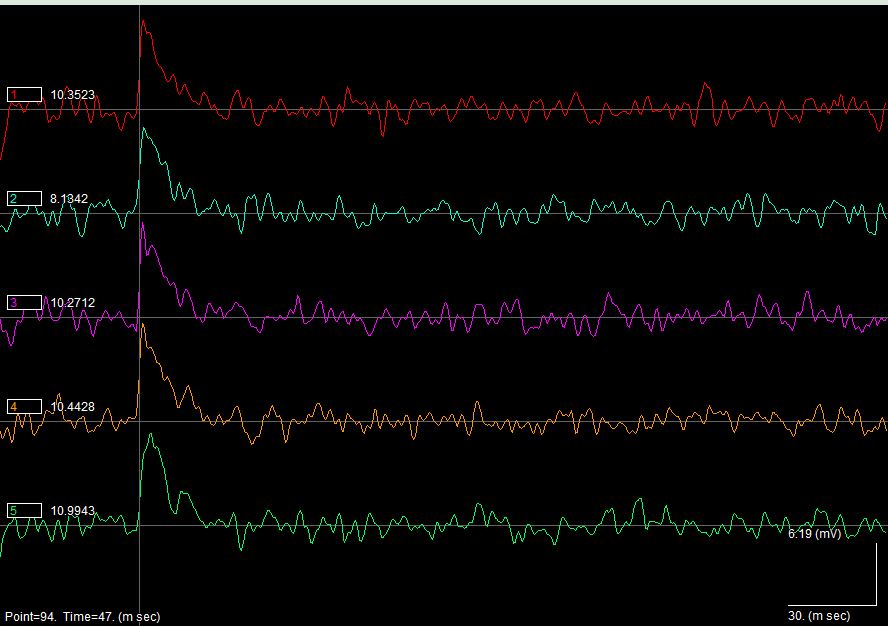 1 10.3523
2 8.1342
3 10.2712
4 10.4428
5 10.9943
6.19 (mV)
30. (m sec)
Point=94. Time=47. (m sec)